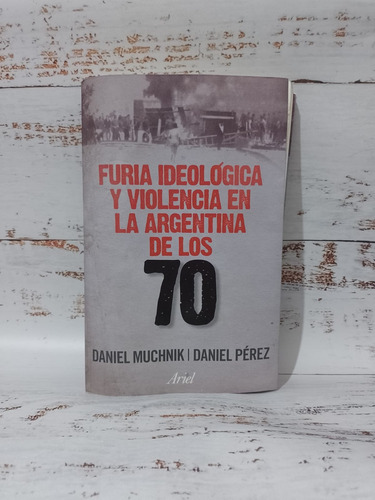 FURIA IDEOLÓGICA
Y VIOLENCIA EN
LA ARGENTINA
DE LOS
70
DANIEL MUCHNIK | DANIEL PÉREZ
Ariel